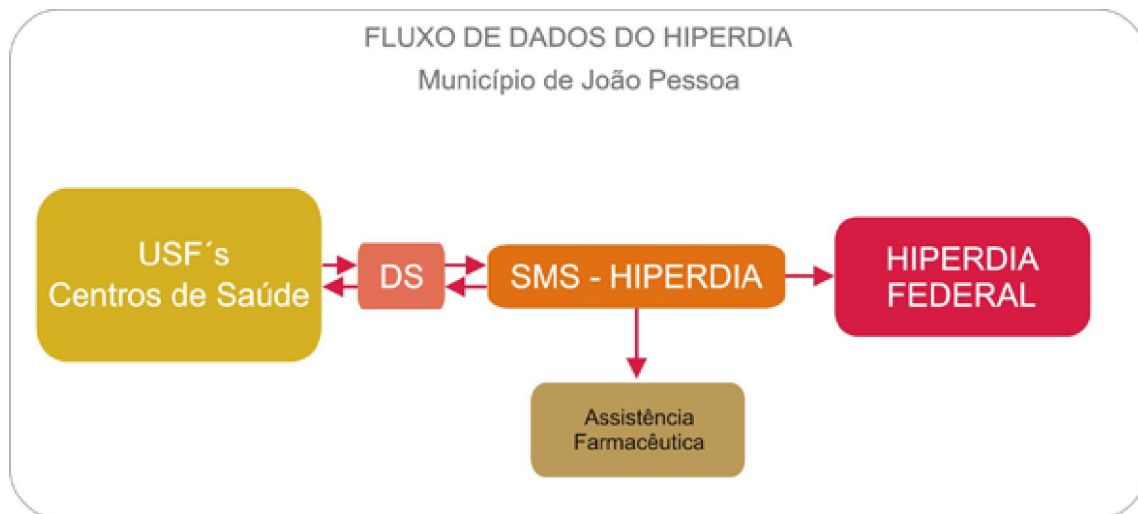 FLUXO DE DADOS DO HIPERDIA
Município de João Pessoa
USF´s
Centros de Saúde
DS
SMS - HIPERDIA
HIPERDIA
FEDERAL
Assistência
Farmacêutica